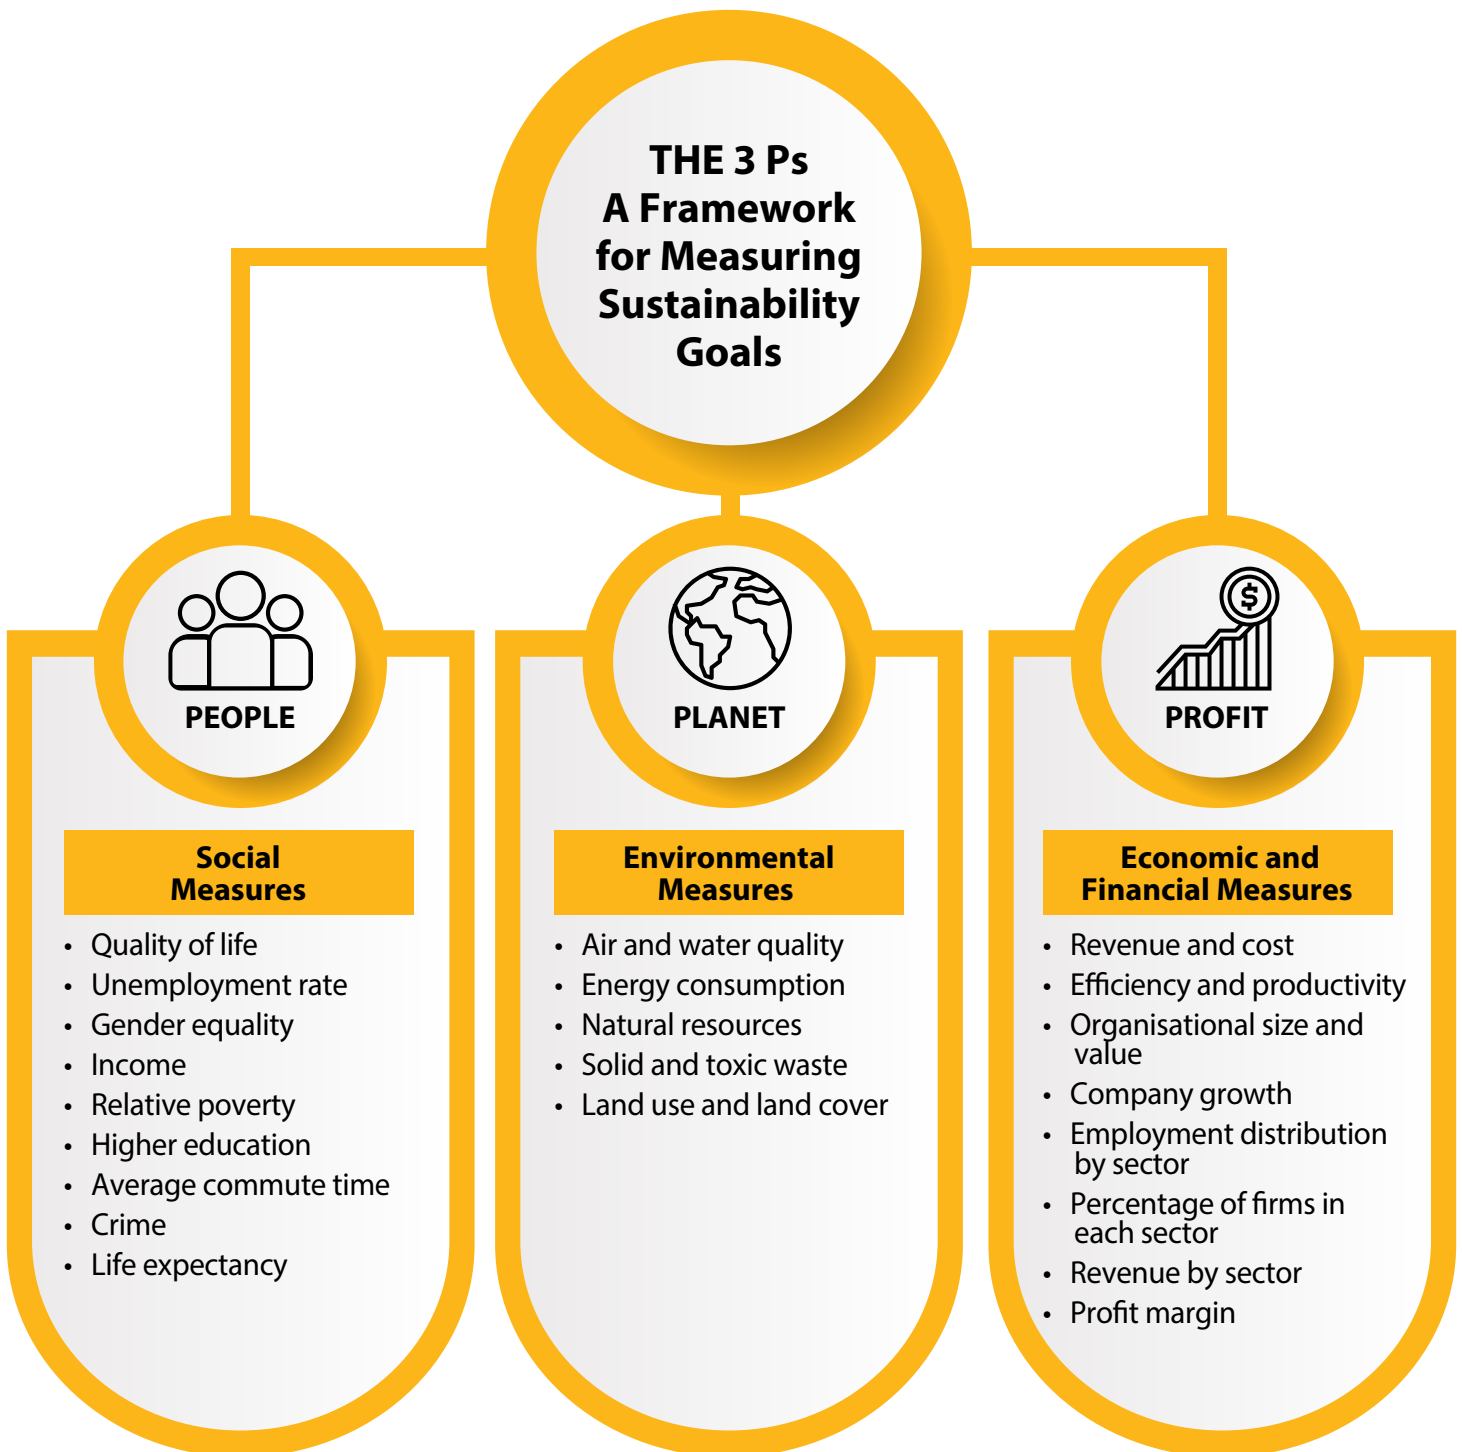 THE 3 Ps
A Framework
for Measuring
Sustainability
Goals
PEOPLE
Social
Measures
• Quality of life
• Unemployment rate
• Gender equality
• Income
• Relative poverty
• Higher education
• Average commute time
• Crime
• Life expectancy
PLANET
Environmental
Measures
• Air and water quality
• Energy consumption
• Natural resources
• Solid and toxic waste
• Land use and land cover
$
PROFIT
Economic and
Financial Measures
• Revenue and cost
• Efficiency and productivity
• Organisational size and
value
• Company growth
• Employment distribution
by sector
• Percentage of firms in
each sector
• Revenue by sector
• Profit margin